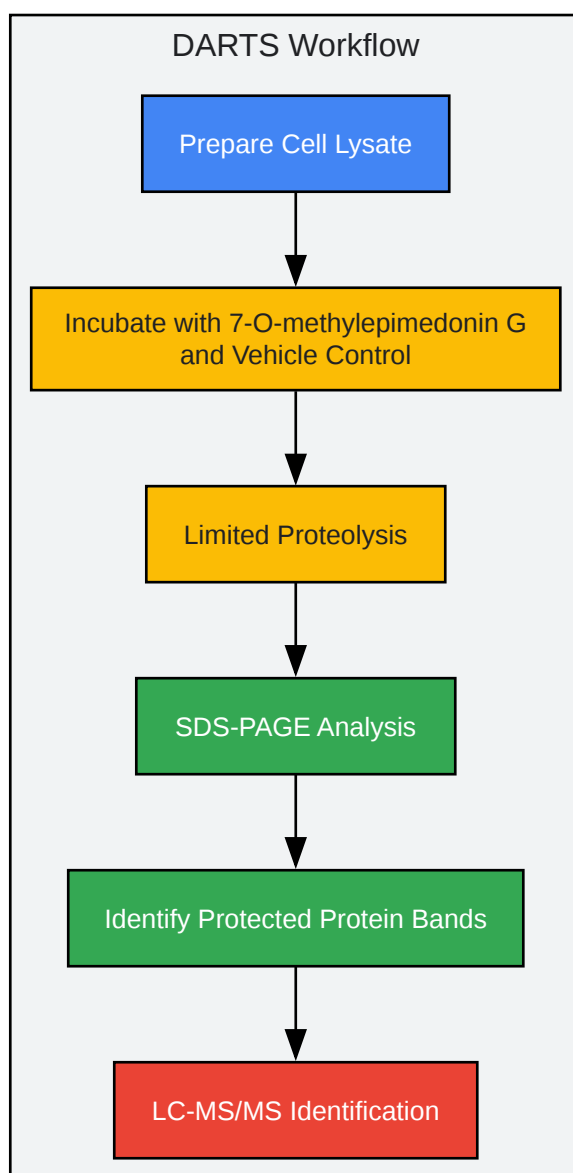 DARTS Workflow
Prepare Cell Lysate
Incubate with 7-O-methylepimedonin G
and Vehicle Control
Limited Proteolysis
SDS-PAGE Analysis
Identify Protected Protein Bands
LC-MS/MS Identification